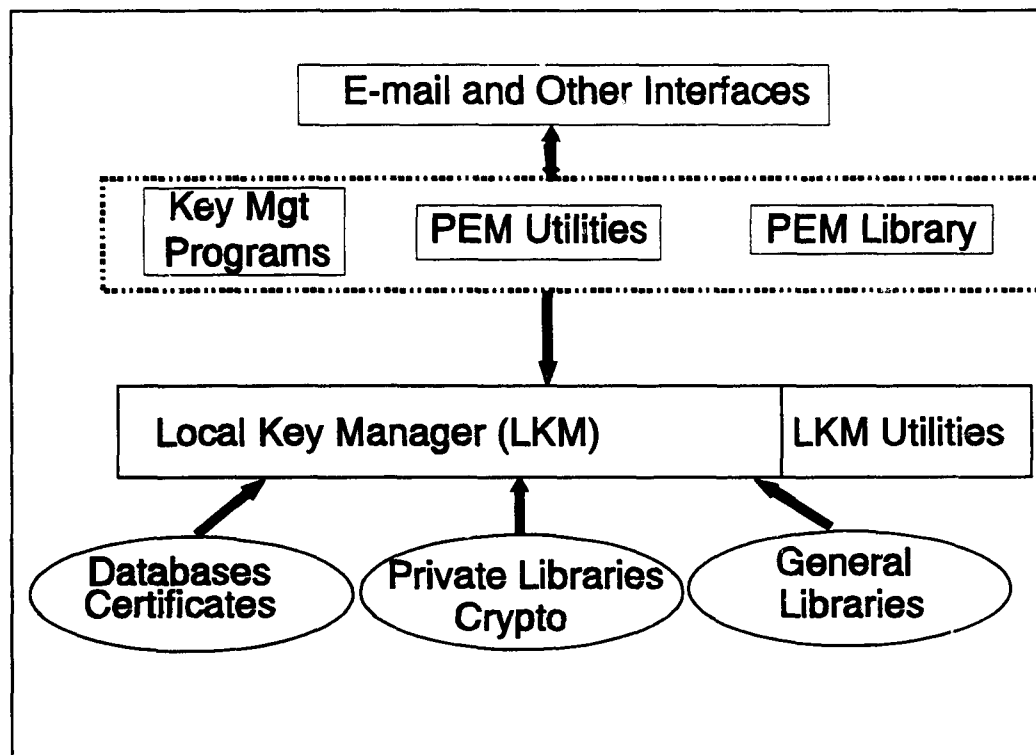 E-mail and Other Interfaces
Key Mgt
Programs
PEM Utilities
PEM Library
Local Key Manager (LKM)
LKM Utilities
Databases
Certificates
Private Libraries
Crypto
General
Libraries